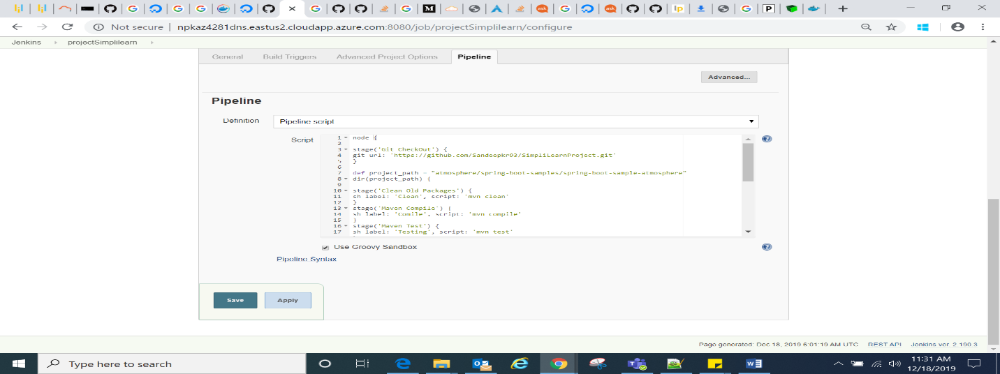 Not secure | npkaz4281dns.eastus2.cloudapp.azure.com:8080/job/projectSimplilearn/configure
Jenkins projectSimplilearn
General Build Triggers Advanced Project Options Pipeline
Advanced...
Pipeline
Definition Pipeline script
Script
1 node {
2
3 stage('Git CheckOut') {
4 git url: 'https://github.com/Sandeepkr93/SimpliLearnProject.git'
5 }
6
7 def project_path = "atmosphere/spring-boot-samples/spring-boot-sample-atmosphere"
8 dir(project_path) {
9
10 stage('Clean Old Packages') {
11 sh label: 'Clean', script: 'mvn clean'
12 }
13 stage('Maven Compile') {
14 sh label: 'Comile', script: 'mvn compile'
15 }
16 stage('Maven Test') {
17 sh label: 'Testing', script: 'mvn test'
Use Groovy Sandbox
Pipeline Syntax
Save Apply
Page generated: Dec 18, 2019 6:01:19 AM UTC REST API Jenkins ver. 2.190.3
Type here to search
11:31 AM
12/18/2019